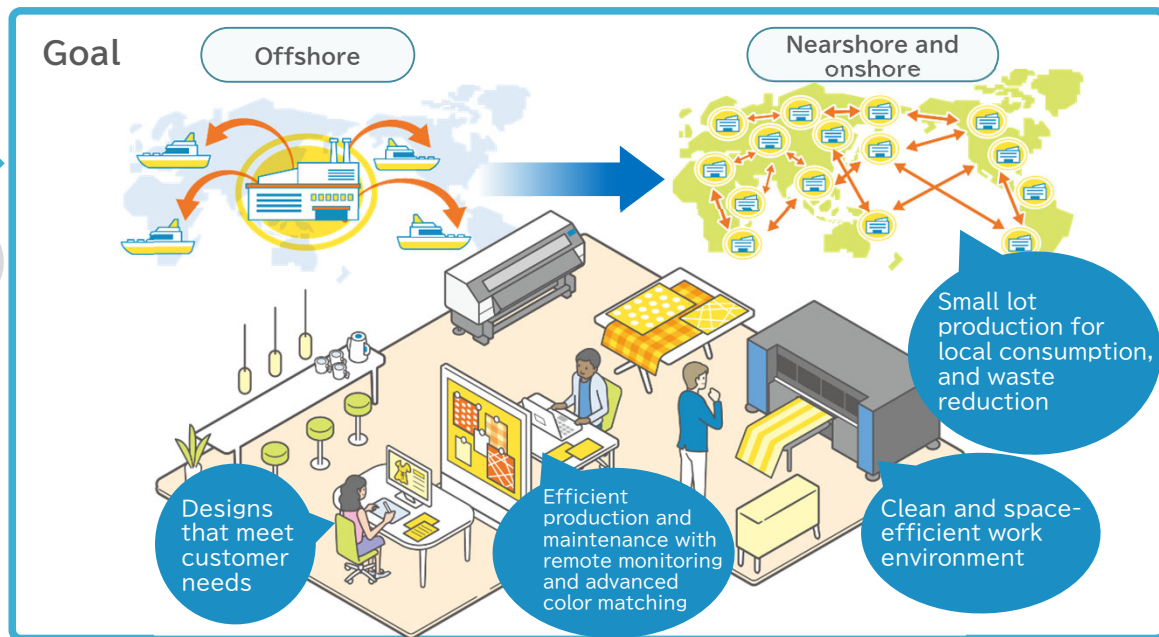 Goal
Offshore
Nearshore and
onshore
Small lot
production for
local consumption,
and waste
reduction
Designs
that meet
customer
needs
Efficient
production and
maintenance with
remote monitoring
and advanced
color matching
Clean and space-
efficient work
environment